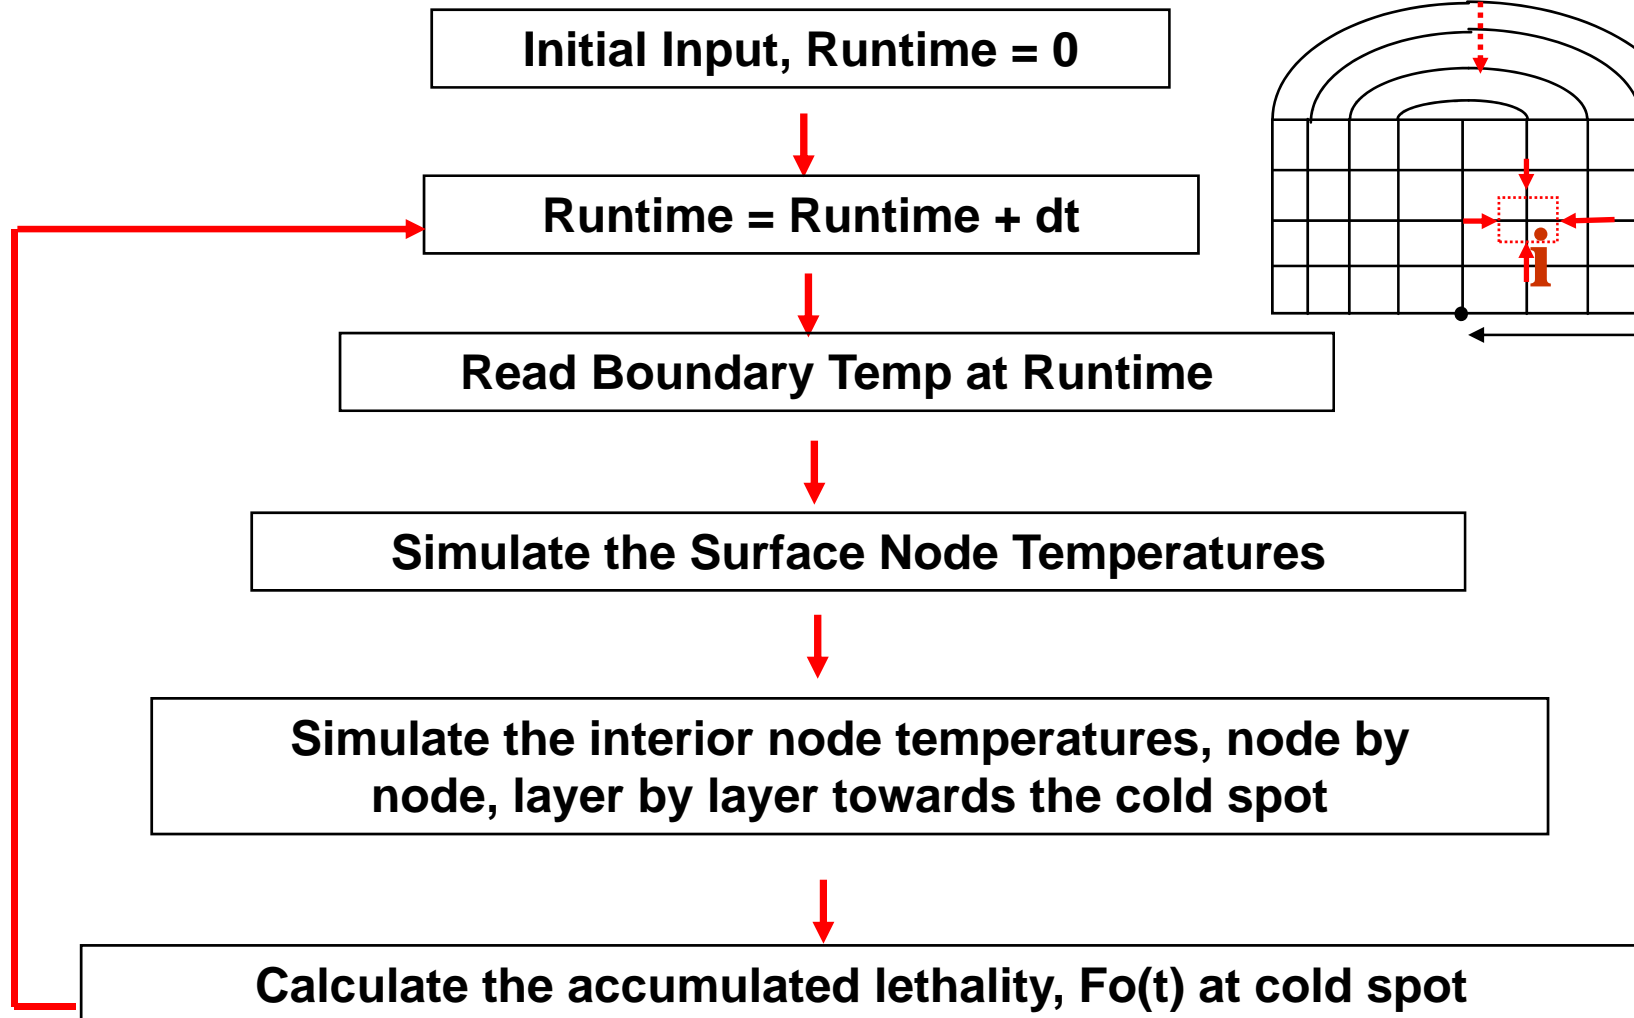 Initial Input, Runtime = 0
Runtime = Runtime + dt
i
Read Boundary Temp at Runtime
Simulate the Surface Node Temperatures
Simulate the interior node temperatures, node by
node, layer by layer towards the cold spot
Calculate the accumulated lethality, Fo(t) at cold spot